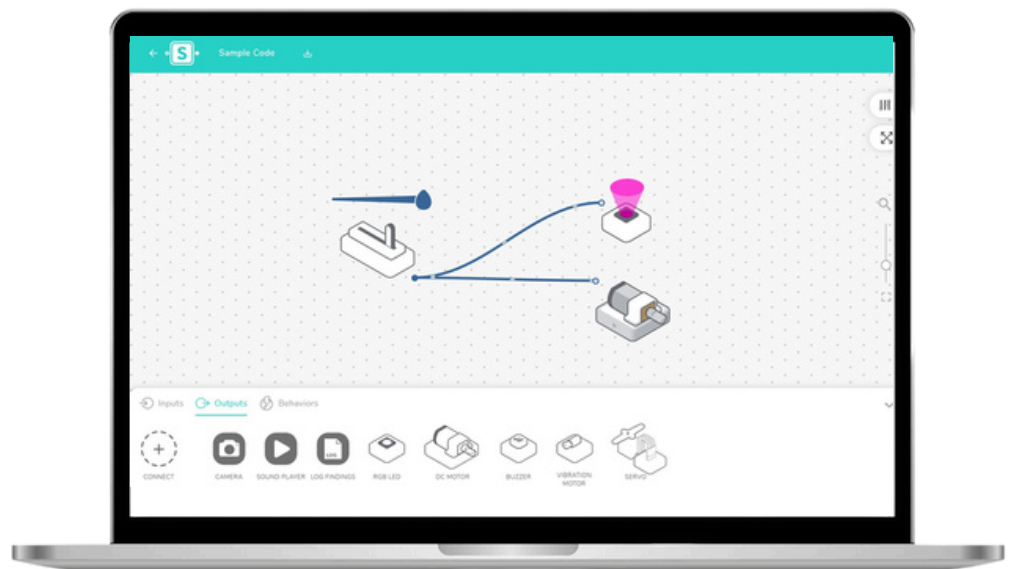 S
Sample Code
Inputs
Outputs
Behaviors
LOG
CONNECT
CAMERA
SOUND PLAYER
LOG FINDINGS
RGB LED
DC MOTOR
BUZZER
VIBRATION
MOTOR
SERVO